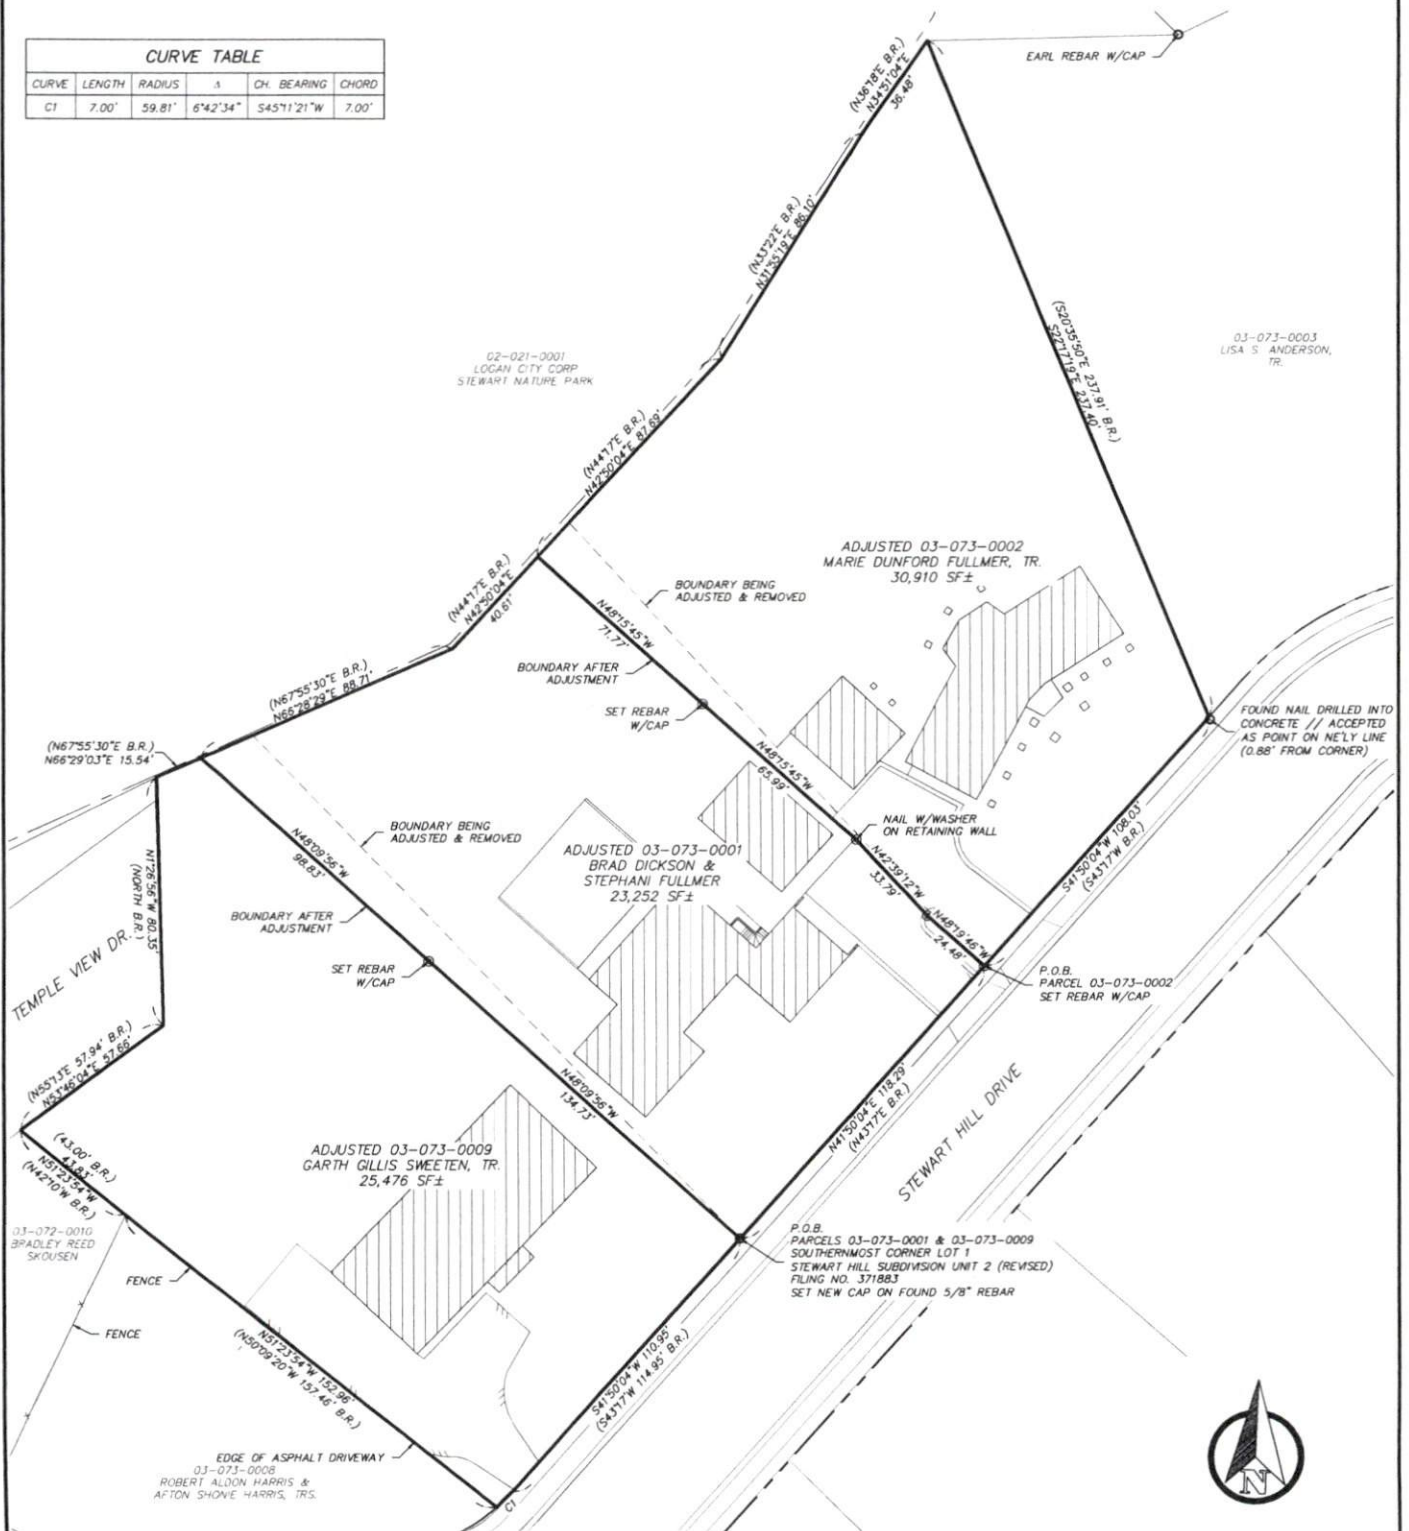 CURVE TABLE
CURVE LENGTH RADIUS Δ CH. BEARING CHORD
C1 7.00' 59.81' 6°42'34" S45°11'21"W 7.00'
EARL REBAR W/CAP
(N36°18'E B.R.)
N34°51'04"E
36.48'
(N33°22'E B.R.)
N31°55'19"E 86.10'
(S20°35'50"E 237.91' B.R.)
S22°17'19"E 237.40'
03-073-0003
LISA S. ANDERSON,
TR.
02-021-0001
LOGAN CITY CORP
STEWART NATURE PARK
(N44°17'E B.R.)
N42°50'04"E 87.69'
ADJUSTED 03-073-0002
MARIE DUNFORD FULLMER, TR.
30,910 SF±
BOUNDARY BEING
ADJUSTED & REMOVED
(N44°17'E B.R.)
N42°50'04"E
40.61'
N48°15'45"W
71.77'
BOUNDARY AFTER
ADJUSTMENT
SET REBAR
W/CAP
(N67°55'30"E B.R.)
N66°28'29"E 88.71'
(N67°55'30"E B.R.)
N66°29'03"E 15.54'
FOUND NAIL DRILLED INTO
CONCRETE // ACCEPTED
AS POINT ON NE'LY LINE
(0.88' FROM CORNER)
N48°15'45"W
65.99'
NAIL W/WASHER
ON RETAINING WALL
BOUNDARY BEING
ADJUSTED & REMOVED
ADJUSTED 03-073-0001
BRAD DICKSON &
STEPHANI FULLMER
23,252 SF±
N48°09'56"W
98.83'
N42°39'12"W
33.79'
S41°50'04"W 108.03'
(S43°17'W B.R.)
N1°26'56"W 80.35'
(NORTH B.R.)
BOUNDARY AFTER
ADJUSTMENT
N48°19'46"W
24.48'
SET REBAR
W/CAP
P.O.B.
PARCEL 03-073-0002
SET REBAR W/CAP
TEMPLE VIEW DR.
(N55°13'E 57.94' B.R.)
N53°46'04"E 57.66'
N48°09'56"W
134.73'
N41°50'04"E 118.29'
(N43°17'E B.R.)
STEWART HILL DRIVE
(43.00' B.R.)
43.83'
N51°23'54"W
(N42°10'W B.R.)
ADJUSTED 03-073-0009
GARTH GILLIS SWEETEN, TR.
25,476 SF±
03-072-0010
BRADLEY REED
SKOUSEN
P.O.B.
PARCELS 03-073-0001 & 03-073-0009
SOUTHERNMOST CORNER LOT 1
STEWART HILL SUBDIVISION UNIT 2 (REVISED)
FILING NO. 371883
SET NEW CAP ON FOUND 5/8" REBAR
FENCE
FENCE
N51°23'54"W 152.96'
(N50°09'20"W 157.46' B.R.)
S41°50'04"W 110.95'
(S43°17'W 114.95' B.R.)
EDGE OF ASPHALT DRIVEWAY
03-073-0008
ROBERT ALDON HARRIS &
AFTON SHONIE HARRIS, TRS.
C1
N